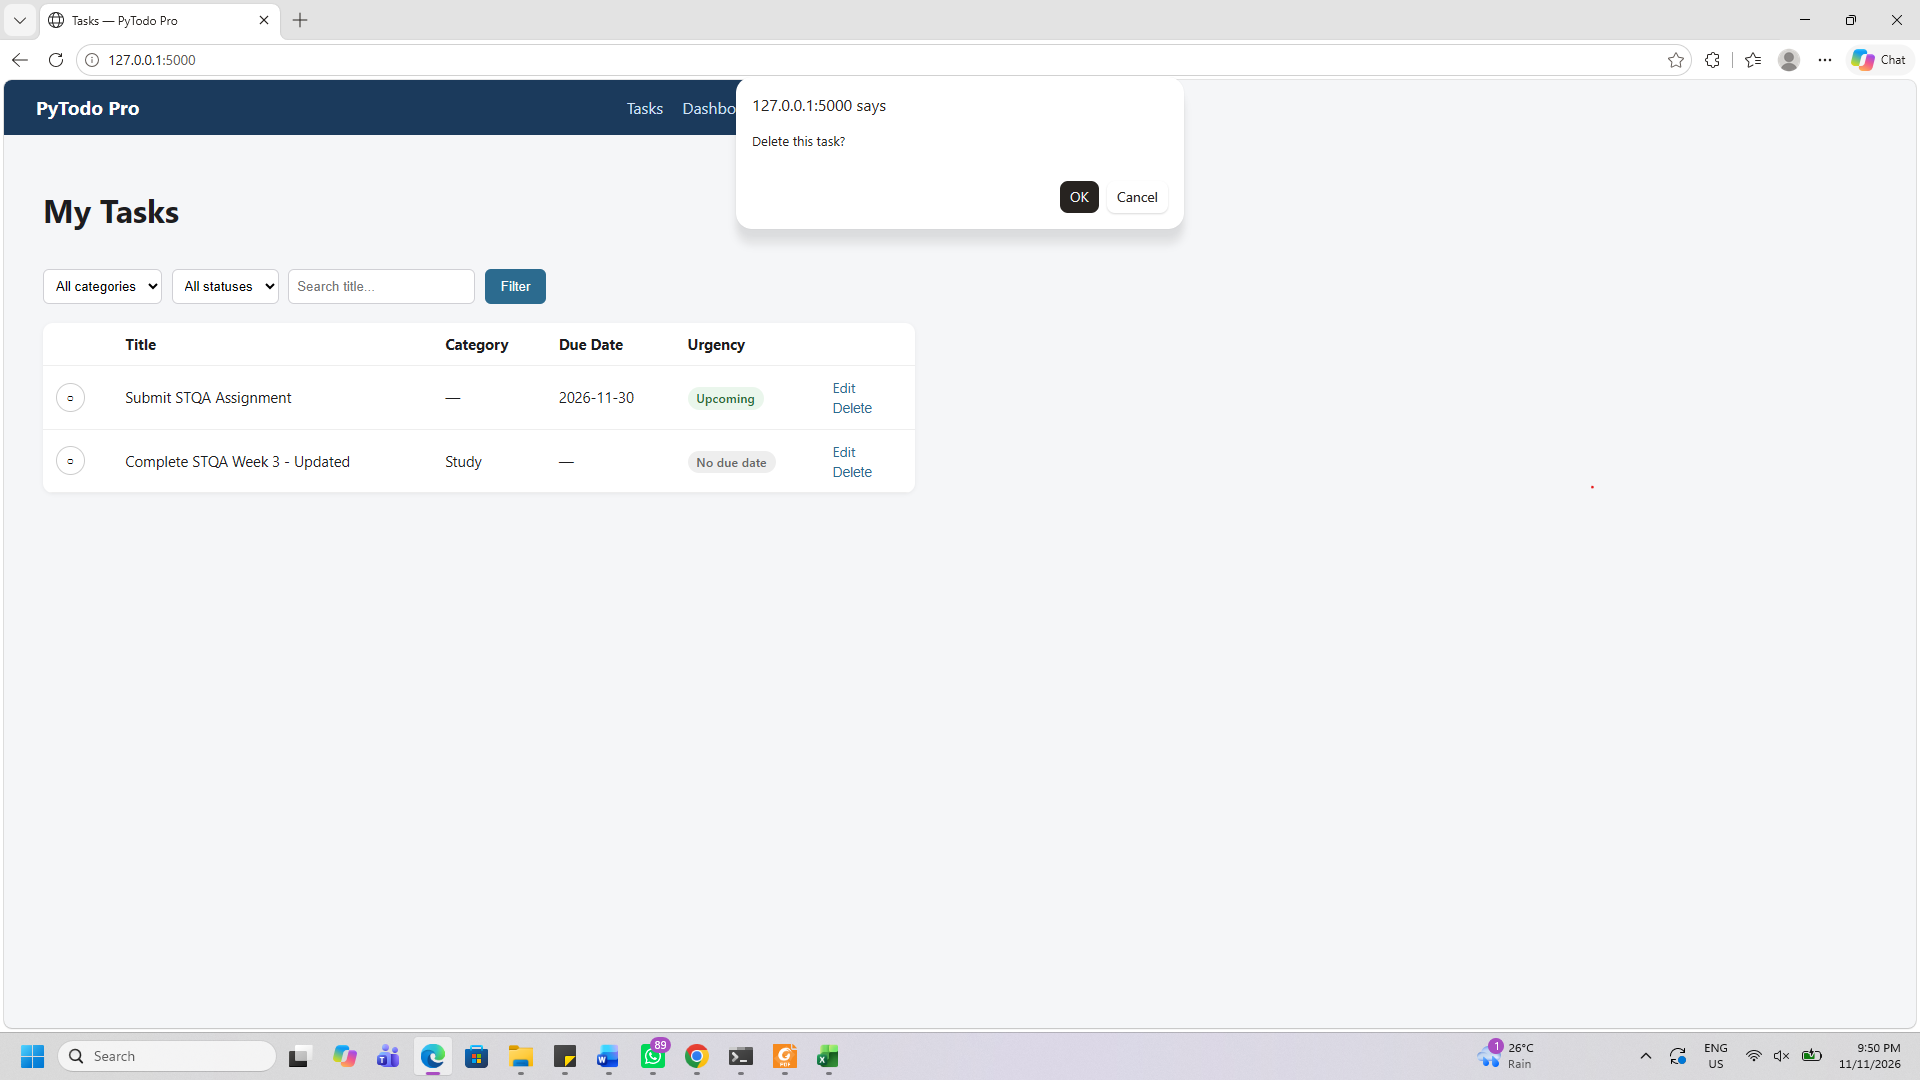 Tasks — PyTodo Pro
127.0.0.1:5000
Chat
PyTodo Pro
Tasks Dashbo
127.0.0.1:5000 says
Delete this task?
OK Cancel
My Tasks
All categories All statuses Search title... Filter
Title Category Due Date Urgency
Submit STQA Assignment — 2026-11-30 Upcoming Edit
Delete
Complete STQA Week 3 - Updated Study — No due date Edit
Delete
Search
89
1
26°C
Rain
ENG
US
9:50 PM
11/11/2026